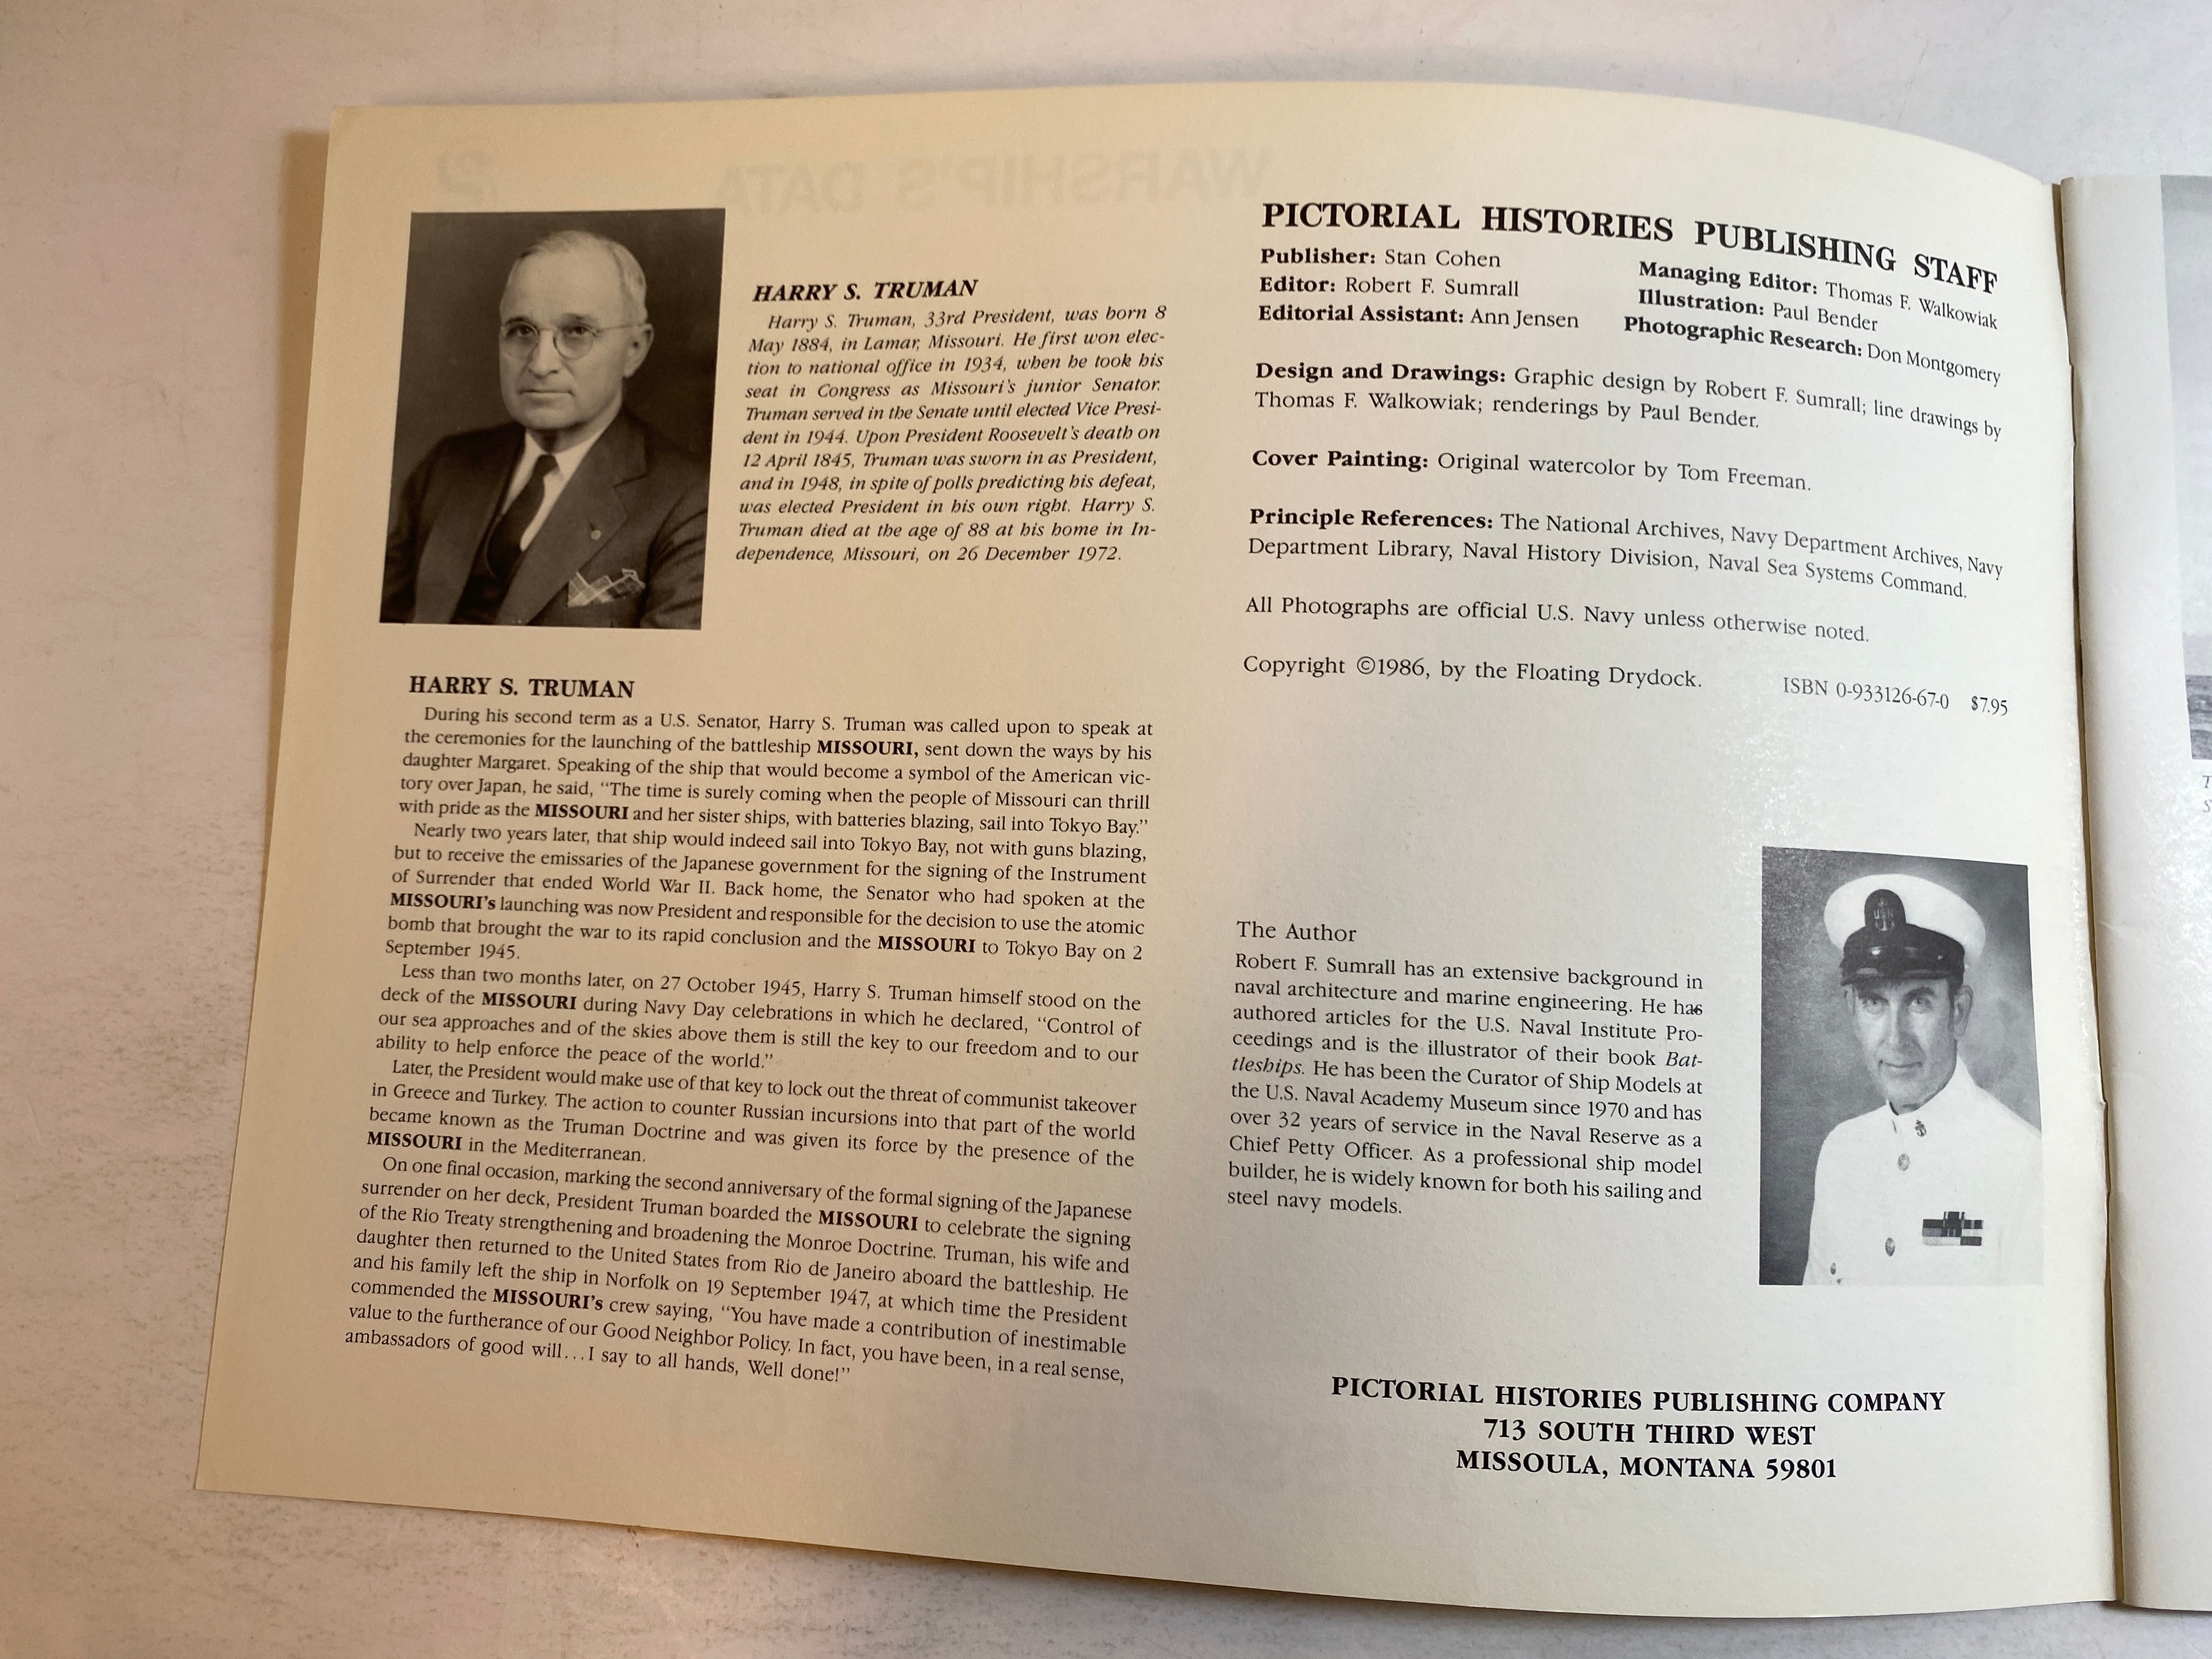 HARRY S. TRUMAN
Harry S. Truman, 33rd President, was born 8
May 1884, in Lamar, Missouri. He first won elec-
tion to national office in 1934, when he took his
seat in Congress as Missouri's junior Senator.
Truman served in the Senate until elected Vice Presi-
dent in 1944. Upon President Roosevelt's death on
12 April 1845, Truman was sworn in as President,
and in 1948, in spite of polls predicting his defeat,
was elected President in his own right. Harry S.
Truman died at the age of 88 at his home in In-
dependence, Missouri, on 26 December 1972.
HARRY S. TRUMAN
During his second term as a U.S. Senator, Harry S. Truman was called upon to speak at
the ceremonies for the launching of the battleship MISSOURI, sent down the ways by his
daughter Margaret. Speaking of the ship that would become a symbol of the American vic-
tory over Japan, he said, "The time is surely coming when the people of Missouri can thrill
with pride as the MISSOURI and her sister ships, with batteries blazing, sail into Tokyo Bay."
Nearly two years later, that ship would indeed sail into Tokyo Bay, not with guns blazing,
but to receive the emissaries of the Japanese government for the signing of the Instrument
of Surrender that ended World War II. Back home, the Senator who had spoken at the
MISSOURI's launching was now President and responsible for the decision to use the atomic
bomb that brought the war to its rapid conclusion and the MISSOURI to Tokyo Bay on 2
September 1945.
Less than two months later, on 27 October 1945, Harry S. Truman himself stood on the
deck of the MISSOURI during Navy Day celebrations in which he declared, "Control of
our sea approaches and of the skies above them is still the key to our freedom and to our
ability to help enforce the peace of the world."
Later, the President would make use of that key to lock out the threat of communist takeover
in Greece and Turkey. The action to counter Russian incursions into that part of the world
became known as the Truman Doctrine and was given its force by the presence of the
MISSOURI in the Mediterranean.
On one final occasion, marking the second anniversary of the formal signing of the Japanese
surrender on her deck, President Truman boarded the MISSOURI to celebrate the signing
of the Rio Treaty strengthening and broadening the Monroe Doctrine. Truman, his wife and
daughter then returned to the United States from Rio de Janeiro aboard the battleship. He
and his family left the ship in Norfolk on 19 September 1947, at which time the President
commended the MISSOURI's crew saying, "You have made a contribution of inestimable
value to the furtherance of our Good Neighbor Policy. In fact, you have been, in a real sense,
ambassadors of good will...I say to all hands, Well done!"
PICTORIAL HISTORIES PUBLISHING STAFF
Publisher: Stan Cohen
Editor: Robert F. Sumrall
Editorial Assistant: Ann Jensen
Managing Editor: Thomas F. Walkowiak
Illustration: Paul Bender
Photographic Research: Don Montgomery
Design and Drawings: Graphic design by Robert F. Sumrall; line drawings by
Thomas F. Walkowiak; renderings by Paul Bender.
Cover Painting: Original watercolor by Tom Freeman.
Principle References: The National Archives, Navy Department Archives, Navy
Department Library, Naval History Division, Naval Sea Systems Command.
All Photographs are official U.S. Navy unless otherwise noted.
Copyright ©1986, by the Floating Drydock.
ISBN 0-933126-67-0 $7.95
The Author
Robert F. Sumrall has an extensive background in
naval architecture and marine engineering. He has
authored articles for the U.S. Naval Institute Pro-
ceedings and is the illustrator of their book Bat-
tleships. He has been the Curator of Ship Models at
the U.S. Naval Academy Museum since 1970 and has
over 32 years of service in the Naval Reserve as a
Chief Petty Officer. As a professional ship model
builder, he is widely known for both his sailing and
steel navy models.
PICTORIAL HISTORIES PUBLISHING COMPANY
713 SOUTH THIRD WEST
MISSOULA, MONTANA 59801